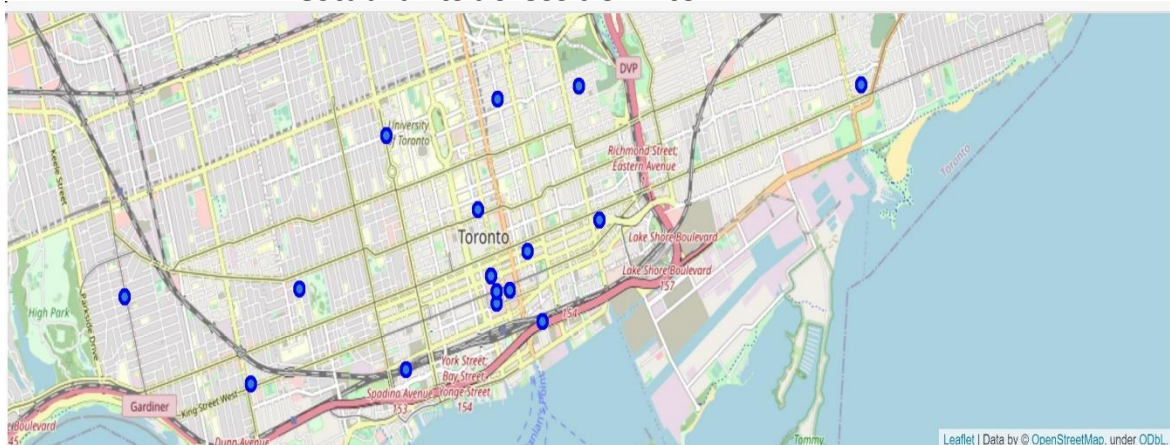 DVP
University
of Toronto
Keele Street
Richmond Street;
Eastern Avenue
Toronto
Toronto
Lake Shore Boulevard
Lake Shore Boulevard
157
High Park
Parkside Drive
154
York Street;
Bay Street
Yonge Street
154
Spadina Avenue
153
King Street West
Gardiner
Boulevard
45
Dunn Avenue
Tommy
Leaflet | Data by © OpenStreetMap, under ODbL.